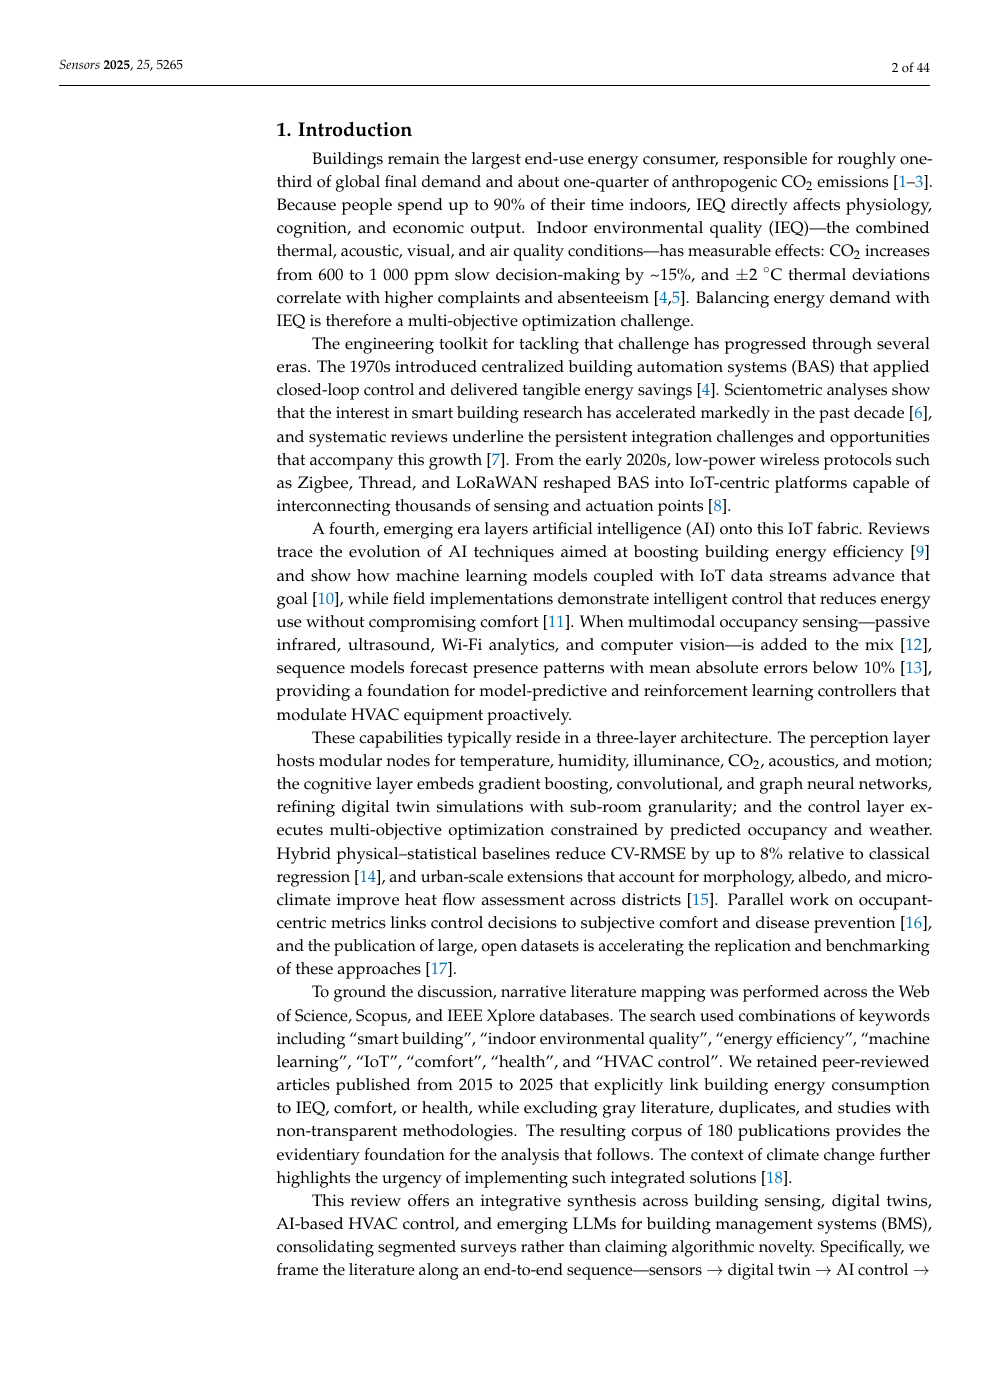 Sensors 2025, 25, 5265
2 of 44
1. Introduction
Buildings remain the largest end-use energy consumer, responsible for roughly one-
third of global final demand and about one-quarter of anthropogenic CO₂ emissions [1–3].
Because people spend up to 90% of their time indoors, IEQ directly affects physiology,
cognition, and economic output. Indoor environmental quality (IEQ)—the combined
thermal, acoustic, visual, and air quality conditions—has measurable effects: CO₂ increases
from 600 to 1 000 ppm slow decision-making by ~15%, and ±2 °C thermal deviations
correlate with higher complaints and absenteeism [4,5]. Balancing energy demand with
IEQ is therefore a multi-objective optimization challenge.
The engineering toolkit for tackling that challenge has progressed through several
eras. The 1970s introduced centralized building automation systems (BAS) that applied
closed-loop control and delivered tangible energy savings [4]. Scientometric analyses show
that the interest in smart building research has accelerated markedly in the past decade [6],
and systematic reviews underline the persistent integration challenges and opportunities
that accompany this growth [7]. From the early 2020s, low-power wireless protocols such
as Zigbee, Thread, and LoRaWAN reshaped BAS into IoT-centric platforms capable of
interconnecting thousands of sensing and actuation points [8].
A fourth, emerging era layers artificial intelligence (AI) onto this IoT fabric. Reviews
trace the evolution of AI techniques aimed at boosting building energy efficiency [9]
and show how machine learning models coupled with IoT data streams advance that
goal [10], while field implementations demonstrate intelligent control that reduces energy
use without compromising comfort [11]. When multimodal occupancy sensing—passive
infrared, ultrasound, Wi-Fi analytics, and computer vision—is added to the mix [12],
sequence models forecast presence patterns with mean absolute errors below 10% [13],
providing a foundation for model-predictive and reinforcement learning controllers that
modulate HVAC equipment proactively.
These capabilities typically reside in a three-layer architecture. The perception layer
hosts modular nodes for temperature, humidity, illuminance, CO₂, acoustics, and motion;
the cognitive layer embeds gradient boosting, convolutional, and graph neural networks,
refining digital twin simulations with sub-room granularity; and the control layer ex-
ecutes multi-objective optimization constrained by predicted occupancy and weather.
Hybrid physical–statistical baselines reduce CV-RMSE by up to 8% relative to classical
regression [14], and urban-scale extensions that account for morphology, albedo, and micro-
climate improve heat flow assessment across districts [15]. Parallel work on occupant-
centric metrics links control decisions to subjective comfort and disease prevention [16],
and the publication of large, open datasets is accelerating the replication and benchmarking
of these approaches [17].
To ground the discussion, narrative literature mapping was performed across the Web
of Science, Scopus, and IEEE Xplore databases. The search used combinations of keywords
including “smart building”, “indoor environmental quality”, “energy efficiency”, “machine
learning”, “IoT”, “comfort”, “health”, and “HVAC control”. We retained peer-reviewed
articles published from 2015 to 2025 that explicitly link building energy consumption
to IEQ, comfort, or health, while excluding gray literature, duplicates, and studies with
non-transparent methodologies. The resulting corpus of 180 publications provides the
evidentiary foundation for the analysis that follows. The context of climate change further
highlights the urgency of implementing such integrated solutions [18].
This review offers an integrative synthesis across building sensing, digital twins,
AI-based HVAC control, and emerging LLMs for building management systems (BMS),
consolidating segmented surveys rather than claiming algorithmic novelty. Specifically, we
frame the literature along an end-to-end sequence—sensors → digital twin → AI control →